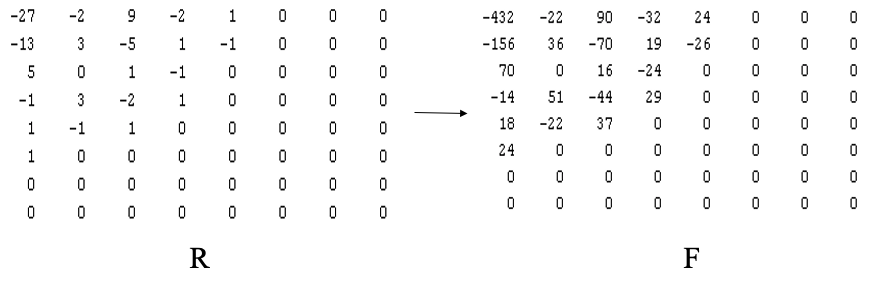 -27 -2 9 -2 1 0 0 0
-13 3 -5 1 -1 0 0 0
5 0 1 -1 0 0 0 0
-1 3 -2 1 0 0 0 0
1 -1 1 0 0 0 0 0
1 0 0 0 0 0 0 0
0 0 0 0 0 0 0 0
0 0 0 0 0 0 0 0
R
-432 -22 90 -32 24 0 0 0
-156 36 -70 19 -26 0 0 0
70 0 16 -24 0 0 0 0
-14 51 -44 29 0 0 0 0
18 -22 37 0 0 0 0 0
24 0 0 0 0 0 0 0
0 0 0 0 0 0 0 0
0 0 0 0 0 0 0 0
F